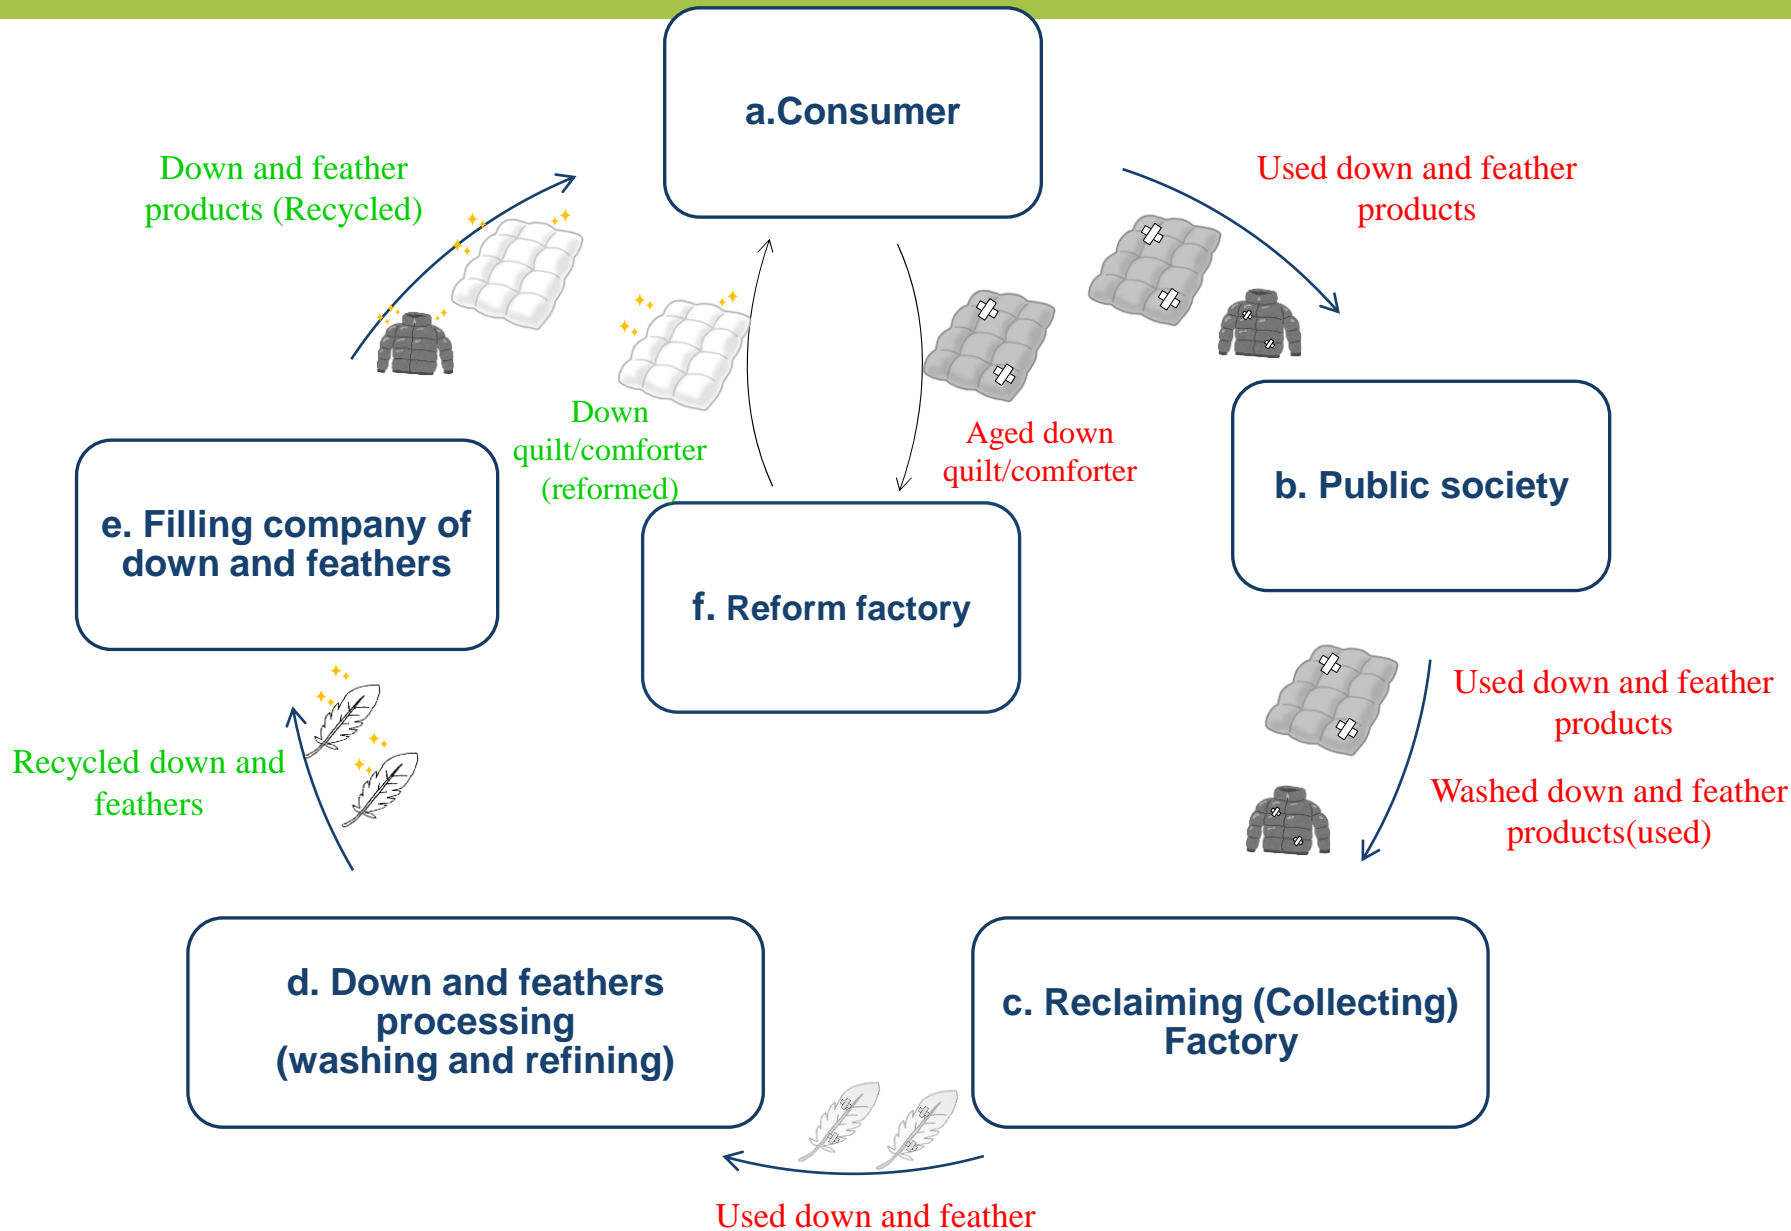 a.Consumer
Down and feather
products (Recycled)
Used down and feather
products
Down
quilt/comforter
(reformed)
Aged down
quilt/comforter
b. Public society
e. Filling company of
down and feathers
f. Reform factory
Used down and feather
products
Washed down and feather
products(used)
Recycled down and
feathers
d. Down and feathers
processing
(washing and refining)
c. Reclaiming (Collecting)
Factory
Used down and feather